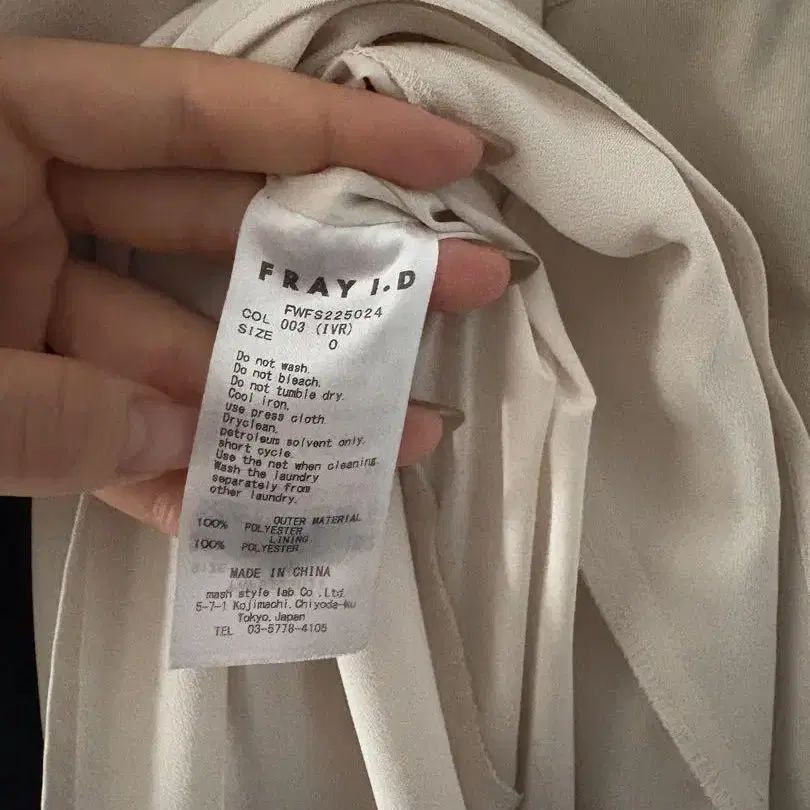 FRAY I.D
FWFS225024
COL 003 (IVR)
SIZE 0
Do not wash.
Do not bleach.
Do not tumble dry.
Cool iron.
use press cloth
Dryclean.
petroleum solvent only.
short cycle.
Use the net when cleaning.
Wash the laundry
separately from
other laundry.
OUTER MATERIAL
100% POLYESTER
LINING
100% POLYESTER
MADE IN CHINA
mash style lab Co.,Ltd.
5-7-1 Kojimachi, Chiyoda-ku
Tokyo, Japan
TEL 03-5778-4105